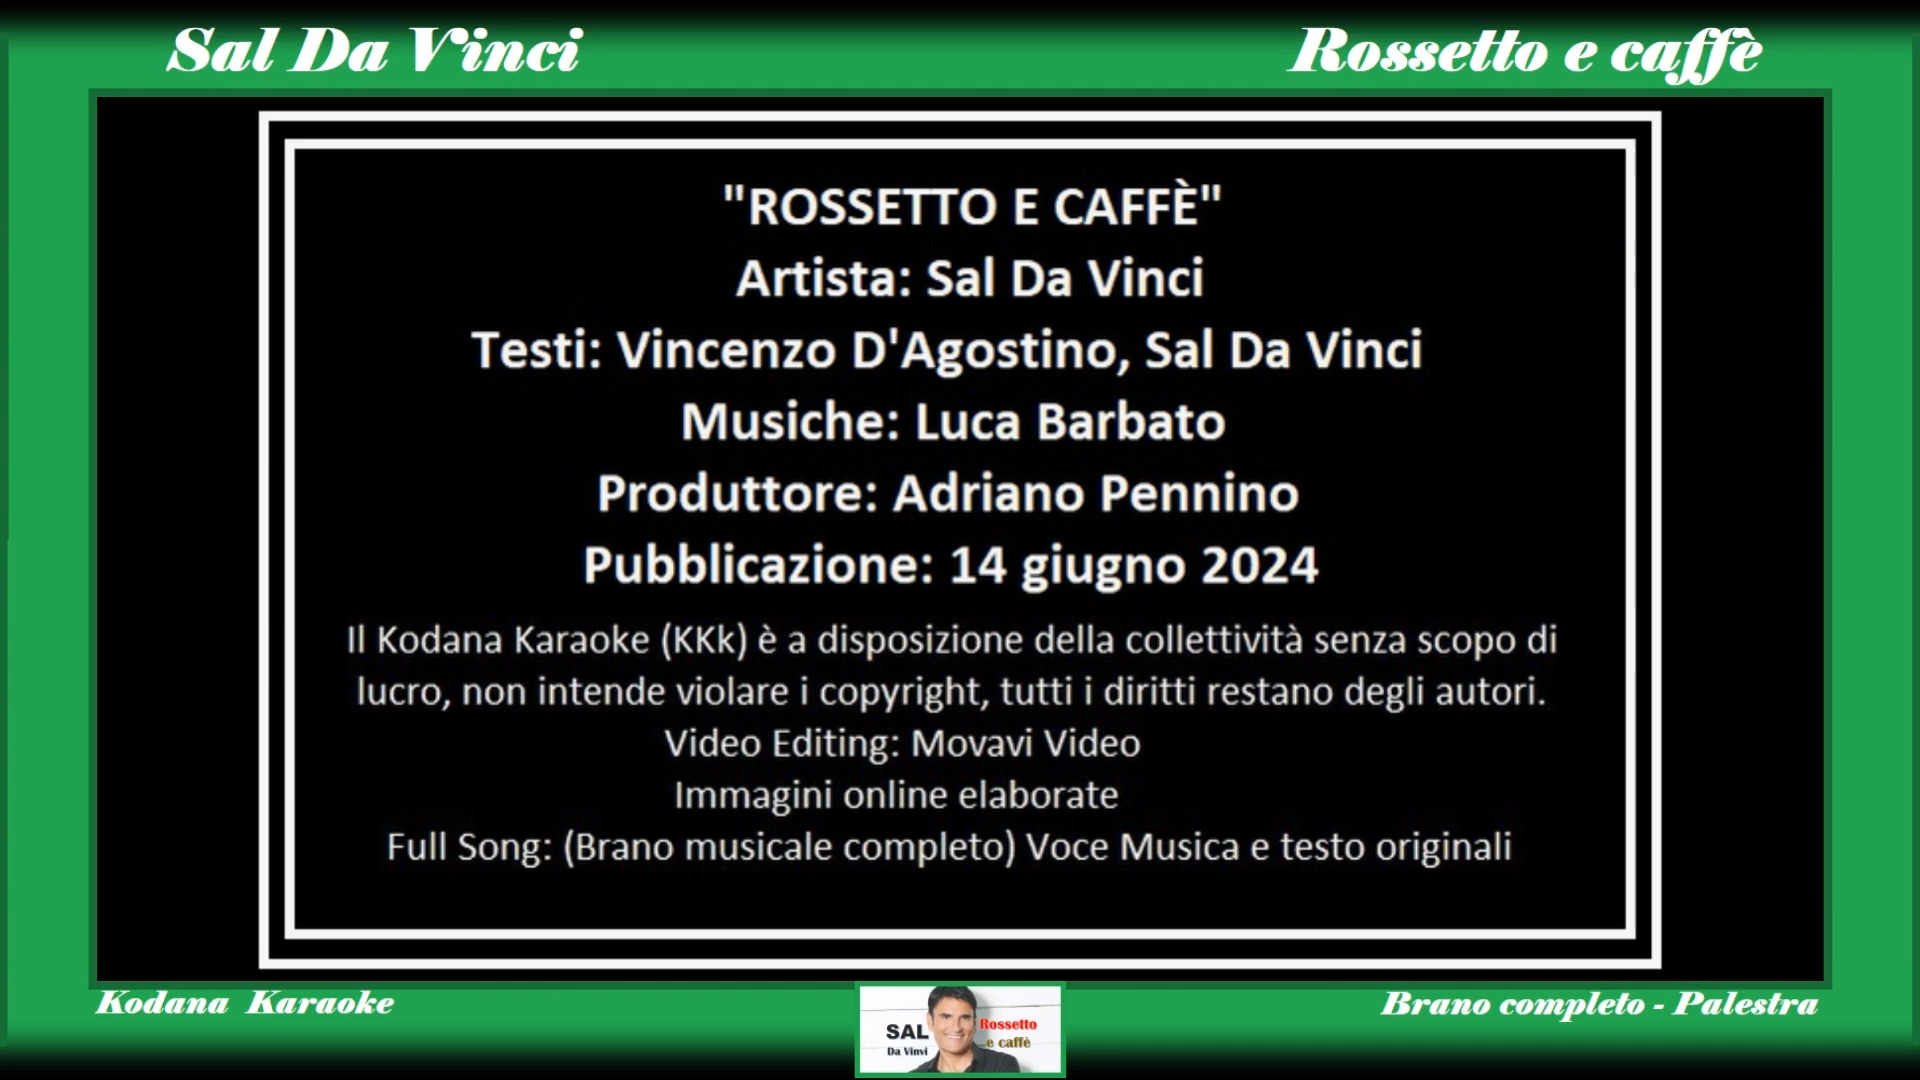 Sal Da Vinci
Rossetto e caffè
"ROSSETTO E CAFFÈ"
Artista: Sal Da Vinci
Testi: Vincenzo D'Agostino, Sal Da Vinci
Musiche: Luca Barbato
Produttore: Adriano Pennino
Pubblicazione: 14 giugno 2024
Il Kodana Karaoke (KKk) è a disposizione della collettività senza scopo di
lucro, non intende violare i copyright, tutti i diritti restano degli autori.
Video Editing: Movavi Video
Immagini online elaborate
Full Song: (Brano musicale completo) Voce Musica e testo originali
Kodana Karaoke
SAL
Da Vinvi
Rossetto
e caffè
Brano completo - Palestra